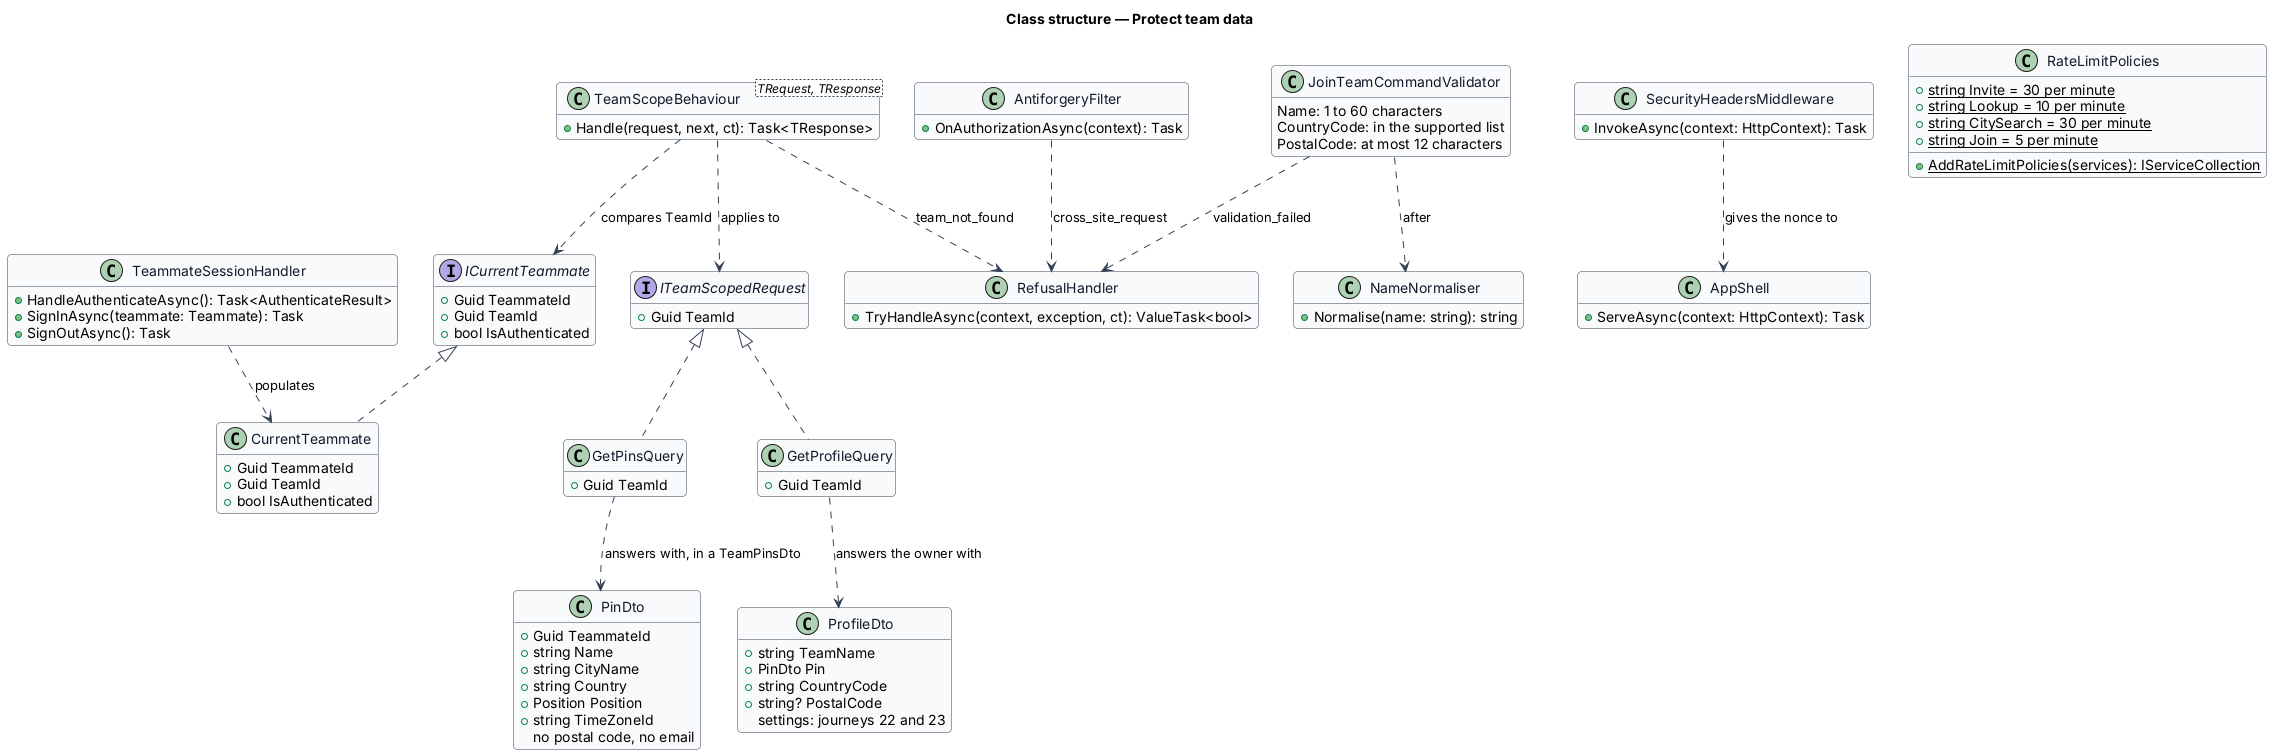 Class structure — Protect team data
TeamScopeBehaviour
TRequest, TResponse
Handle(request, next, ct): Task<TResponse>
C AntiforgeryFilter
OnAuthorizationAsync(context): Task
C JoinTeamCommandValidator
Name: 1 to 60 characters
CountryCode: in the supported list
PostalCode: at most 12 characters
C SecurityHeadersMiddleware
InvokeAsync(context: HttpContext): Task
C RateLimitPolicies
string Invite = 30 per minute
string Lookup = 10 per minute
string CitySearch = 30 per minute
string Join = 5 per minute
AddRateLimitPolicies(services): IServiceCollection
compares TeamId
applies to
team_not_found
cross_site_request
validation_failed
after
gives the nonce to
C TeammateSessionHandler
HandleAuthenticateAsync(): Task<AuthenticateResult>
SignInAsync(teammate: Teammate): Task
SignOutAsync(): Task
I ICurrentTeammate
Guid TeammateId
Guid TeamId
bool IsAuthenticated
I ITeamScopedRequest
Guid TeamId
C RefusalHandler
TryHandleAsync(context, exception, ct): ValueTask<bool>
C NameNormaliser
Normalise(name: string): string
C AppShell
ServeAsync(context: HttpContext): Task
populates
C CurrentTeammate
Guid TeammateId
Guid TeamId
bool IsAuthenticated
C GetPinsQuery
Guid TeamId
C GetProfileQuery
Guid TeamId
answers with, in a TeamPinsDto
answers the owner with
C PinDto
Guid TeammateId
string Name
string CityName
string Country
Position Position
string TimeZoneId
no postal code, no email
C ProfileDto
string TeamName
PinDto Pin
string CountryCode
string? PostalCode
settings: journeys 22 and 23